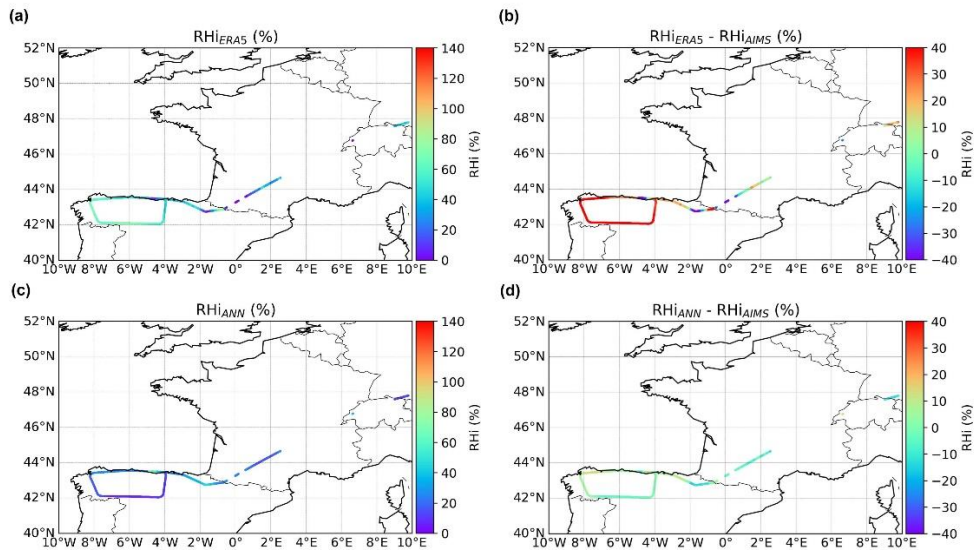 (a)
RHi_ERA5 (%)
52°N
50°N
48°N
46°N
44°N
42°N
40°N
10°W 8°W 6°W 4°W 2°W 0° 2°E 4°E 6°E 8°E 10°E
140
120
100
80
60
40
20
0
RHi (%)
(b)
RHi_ERA5 - RHi_AIMS (%)
52°N
50°N
48°N
46°N
44°N
42°N
40°N
10°W 8°W 6°W 4°W 2°W 0° 2°E 4°E 6°E 8°E 10°E
40
30
20
10
0
−10
−20
−30
−40
RHi (%)
(c)
RHi_ANN (%)
52°N
50°N
48°N
46°N
44°N
42°N
40°N
10°W 8°W 6°W 4°W 2°W 0° 2°E 4°E 6°E 8°E 10°E
140
120
100
80
60
40
20
0
RHi (%)
(d)
RHi_ANN - RHi_AIMS (%)
52°N
50°N
48°N
46°N
44°N
42°N
40°N
10°W 8°W 6°W 4°W 2°W 0° 2°E 4°E 6°E 8°E 10°E
40
30
20
10
0
−10
−20
−30
−40
RHi (%)